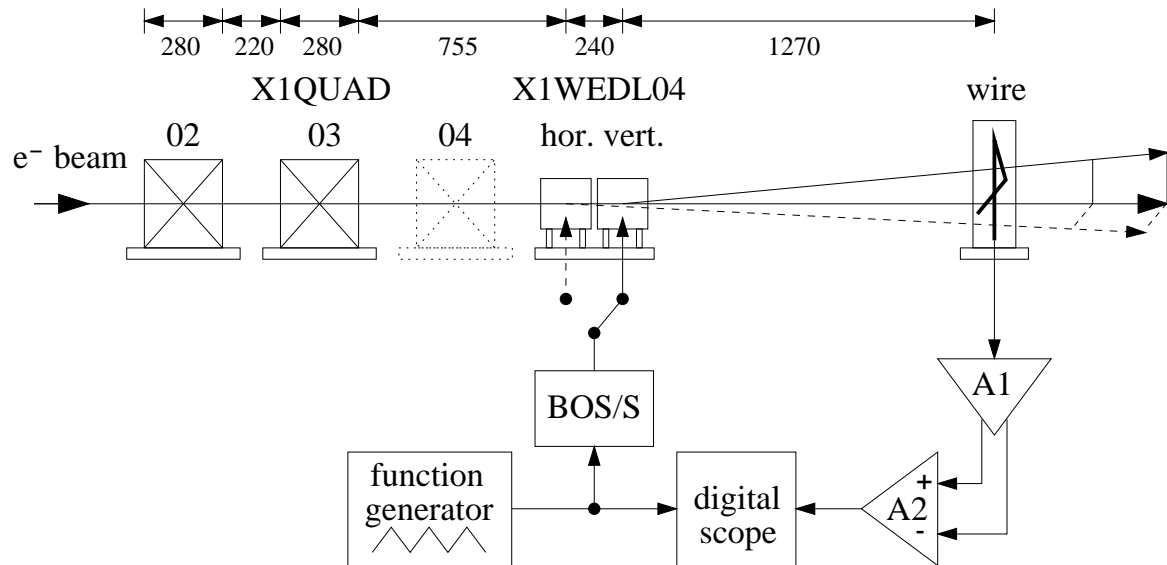 280 220 280 755 240 1270
X1QUAD X1WEDL04 wire
02 03 04 hor. vert.
e⁻ beam
A1
BOS/S
function generator
digital scope
+
A2
-